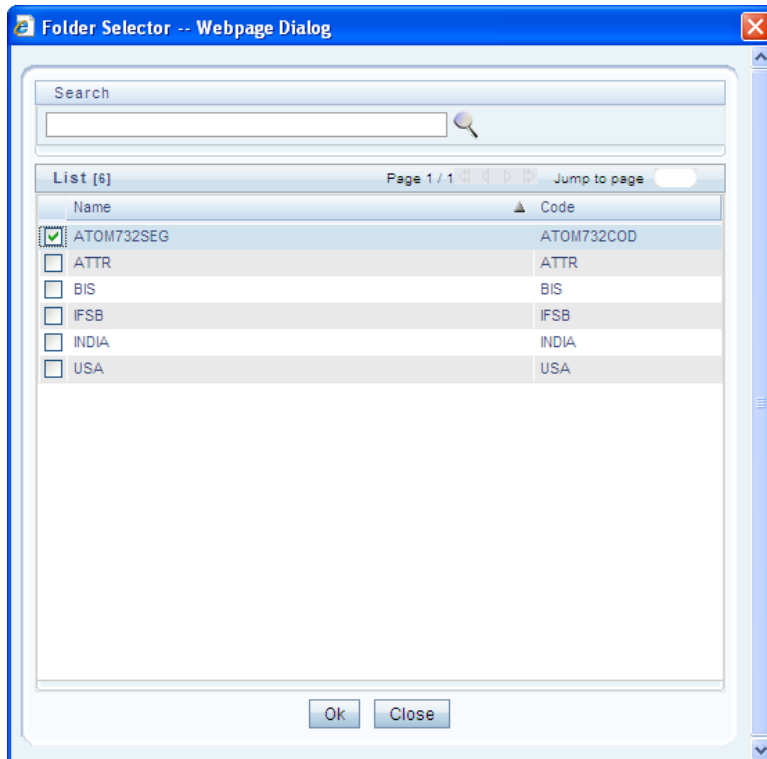 Folder Selector -- Webpage Dialog
Search
List [6] Page 1 / 1 Jump to page
Name Code
ATOM732SEG ATOM732COD
ATTR ATTR
BIS BIS
IFSB IFSB
INDIA INDIA
USA USA
Ok Close